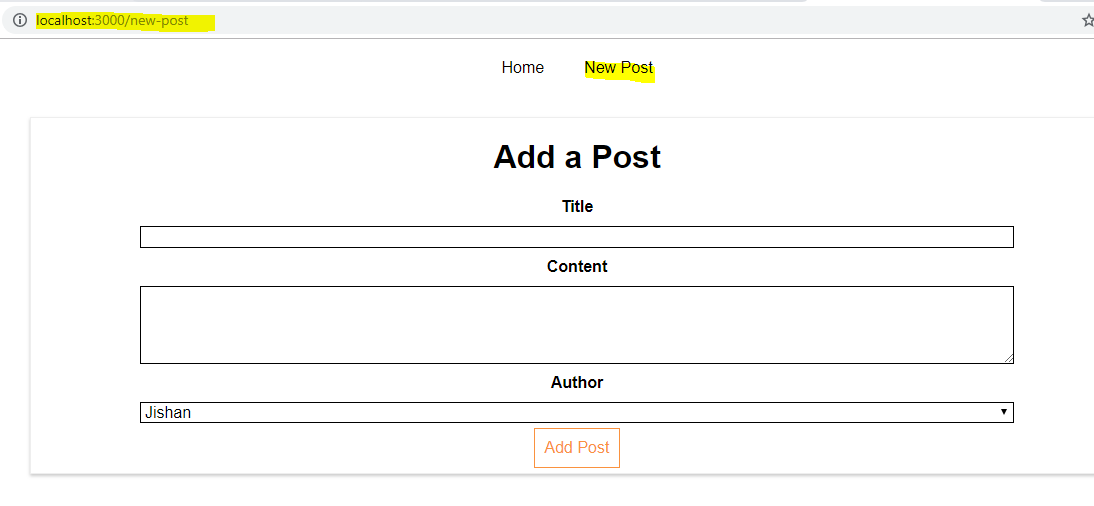 localhost:3000/new-post
Home New Post
Add a Post
Title
Content
Author
Jishan
Add Post